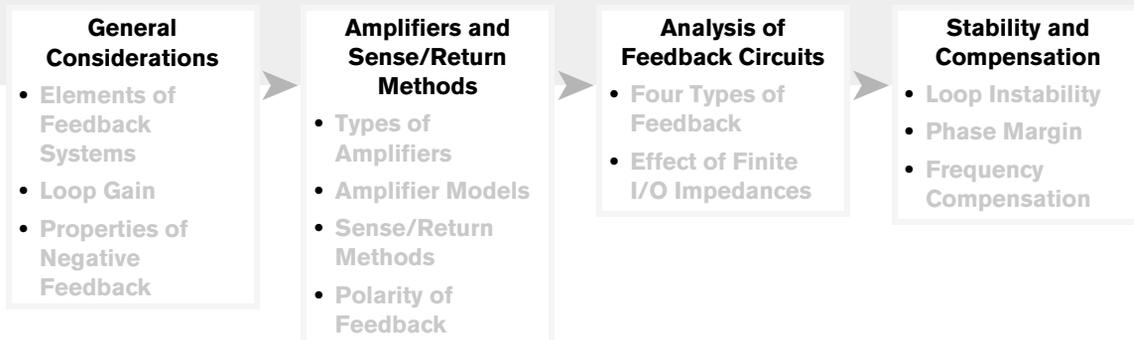 General
Considerations
• Elements of
Feedback
Systems
• Loop Gain
• Properties of
Negative
Feedback
Amplifiers and
Sense/Return
Methods
• Types of
Amplifiers
• Amplifier Models
• Sense/Return
Methods
• Polarity of
Feedback
Analysis of
Feedback Circuits
• Four Types of
Feedback
• Effect of Finite
I/O Impedances
Stability and
Compensation
• Loop Instability
• Phase Margin
• Frequency
Compensation